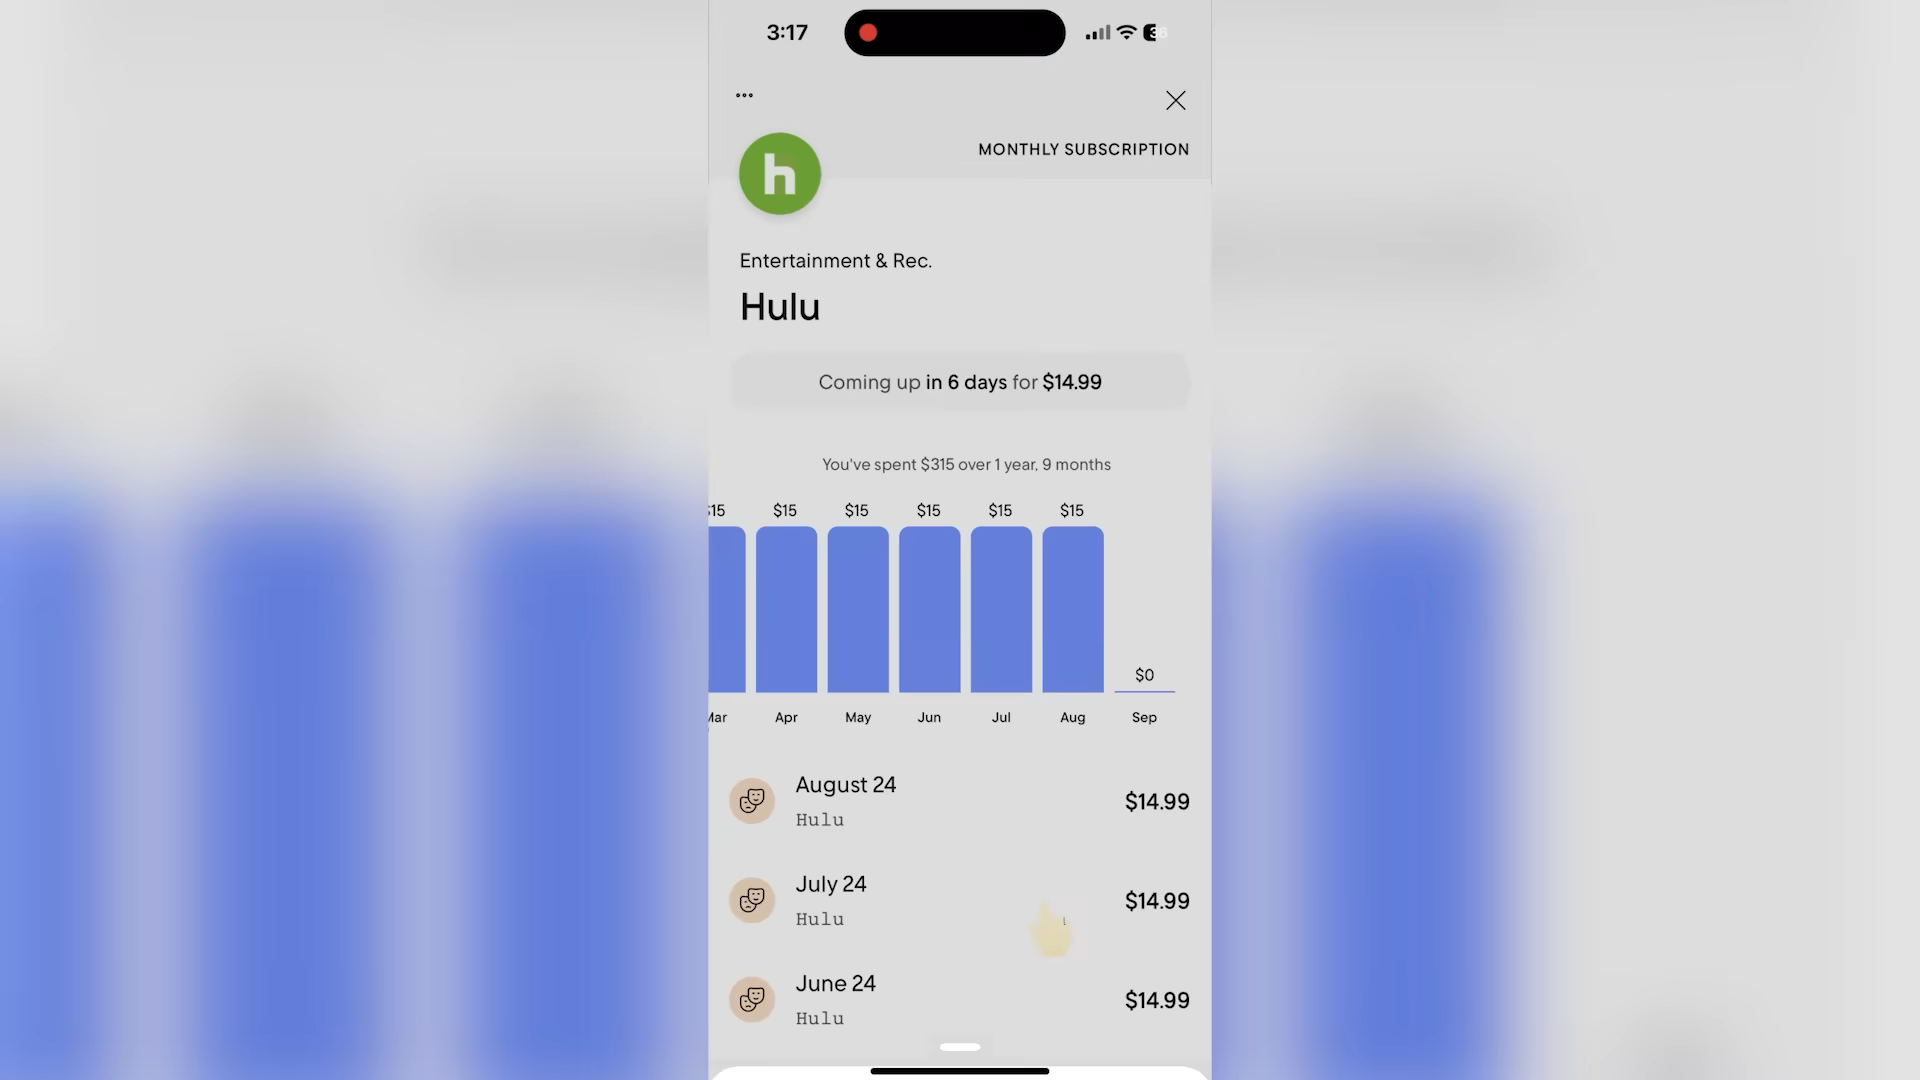 3:17
36
MONTHLY SUBSCRIPTION
h
Entertainment & Rec.
Hulu
Coming up in 6 days for $14.99
You've spent $315 over 1 year, 9 months
$15 $15 $15 $15 $15 $15
$0
Mar Apr May Jun Jul Aug Sep
August 24
Hulu
$14.99
July 24
Hulu
$14.99
June 24
Hulu
$14.99